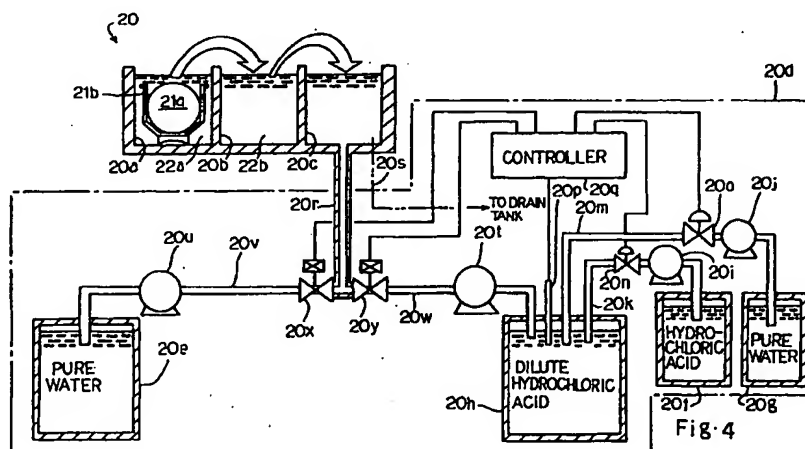 20
20d
21b
21a
20a
22a
20b
22b
20c
20s
CONTROLLER
20p
20q
20r
TO DRAIN
TANK
20m
20o
20j
20u
20v
20t
20n
20i
20k
20x
20y
20w
20e
PURE
WATER
20h
DILUTE
HYDROCHLORIC
ACID
HYDRO-
CHLORIC
ACID
PURE
WATER
20f
20g
Fig. 4